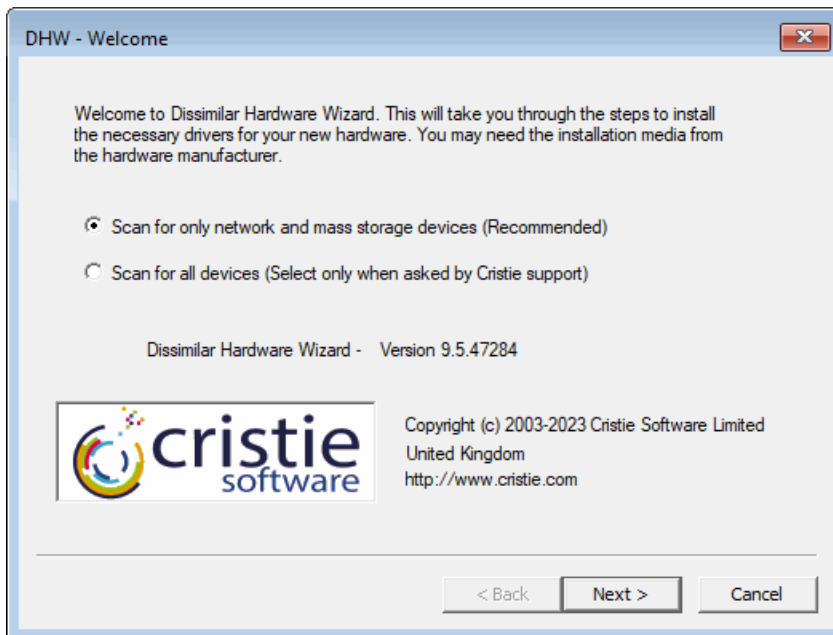 DHW - Welcome
Welcome to Dissimilar Hardware Wizard. This will take you through the steps to install
the necessary drivers for your new hardware. You may need the installation media from
the hardware manufacturer.
Scan for only network and mass storage devices (Recommended)
Scan for all devices (Select only when asked by Cristie support)
Dissimilar Hardware Wizard - Version 9.5.47284
cristie
software
Copyright (c) 2003-2023 Cristie Software Limited
United Kingdom
http://www.cristie.com
< Back Next > Cancel